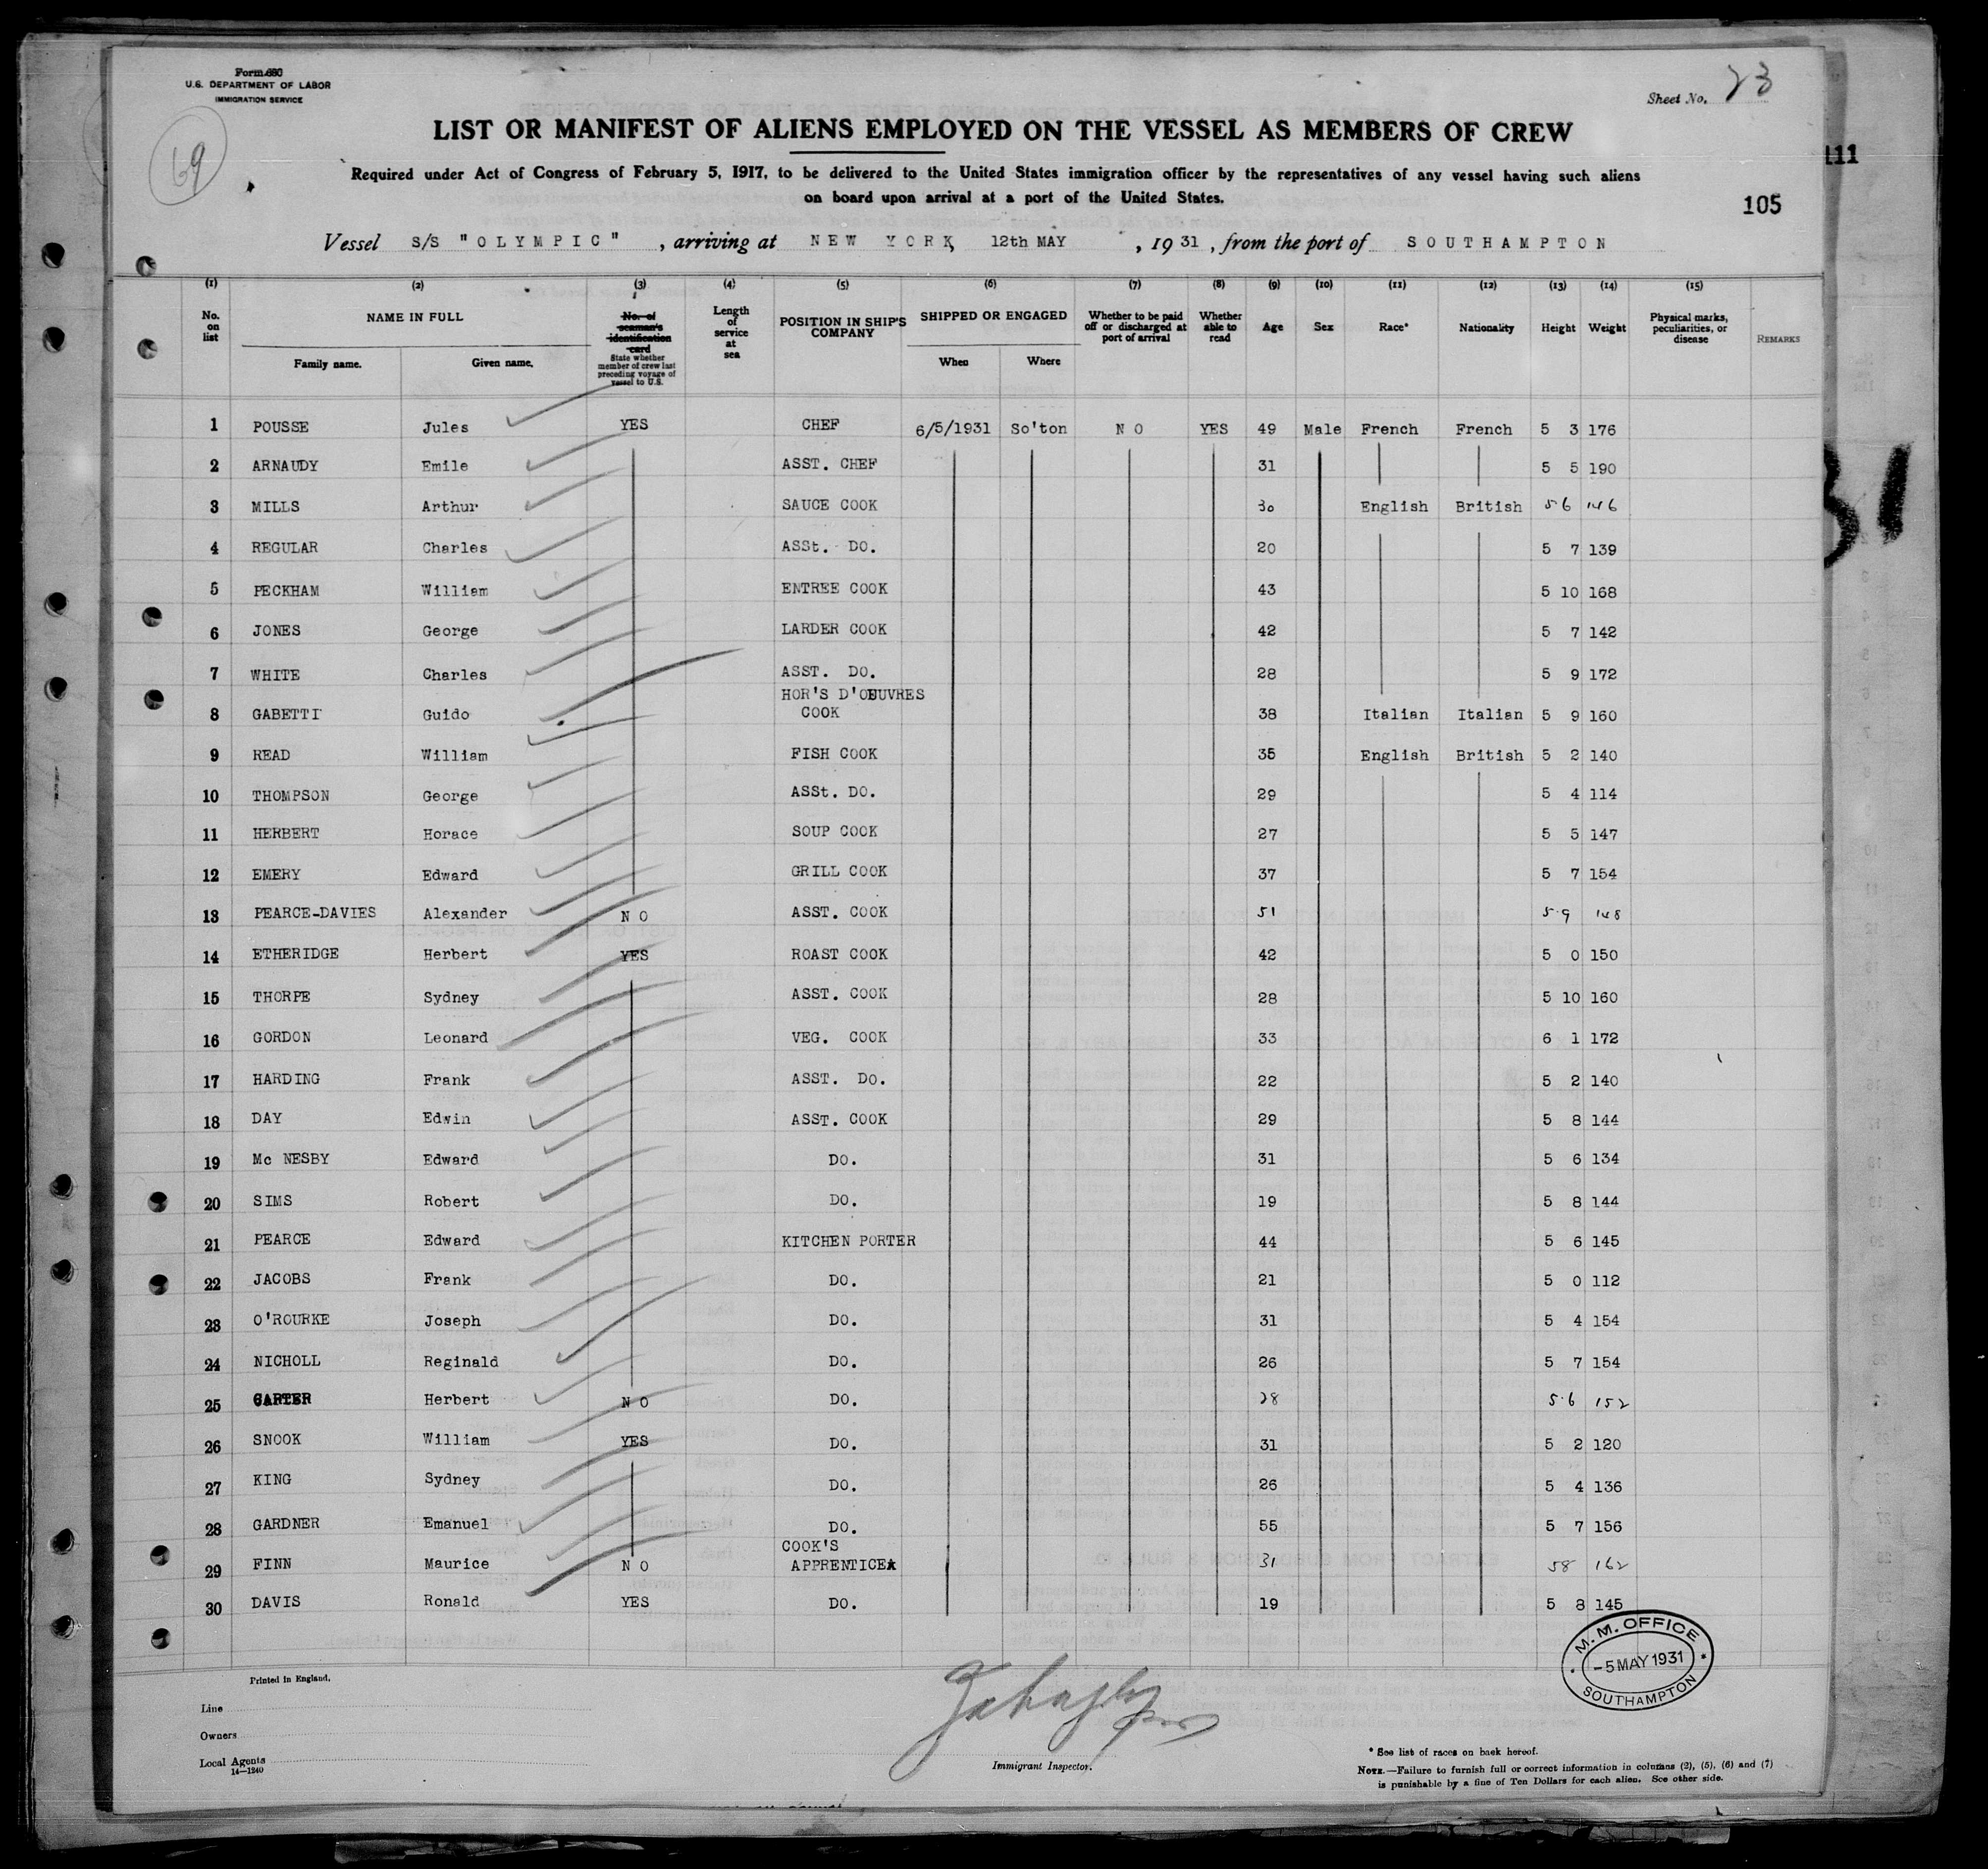 Form 680
U.S. DEPARTMENT OF LABOR
IMMIGRATION SERVICE
69
Sheet No. 23
LIST OR MANIFEST OF ALIENS EMPLOYED ON THE VESSEL AS MEMBERS OF CREW
111
Required under Act of Congress of February 5, 1917, to be delivered to the United States immigration officer by the representatives of any vessel having such aliens
on board upon arrival at a port of the United States.
105
Vessel S/S "OLYMPIC", arriving at NEW YORK, 12th MAY, 1931, from the port of SOUTHAMPTON
(1) (2) (3) (4) (5) (6) (7) (8) (9) (10) (11) (12) (13) (14) (15)
No. on list
NAME IN FULL
Family name. Given name.
No. of seaman's identification card
State whether member of crew last preceding voyage of vessel to U.S.
Length of service at sea
POSITION IN SHIP'S COMPANY
SHIPPED OR ENGAGED
When Where
Whether to be paid off or discharged at port of arrival
Whether able to read
Age
Sex
Race*
Nationality
Height
Weight
Physical marks, peculiarities, or disease
REMARKS
1 POUSSE Jules YES CHEF 6/5/1931 So'ton NO YES 49 Male French French 5 3 176
2 ARNAUDY Emile ASST. CHEF 31 5 5 190
3 MILLS Arthur SAUCE COOK 30 English British 5 6 146
4 REGULAR Charles ASSt. DO. 20 5 7 139
5 PECKHAM William ENTREE COOK 43 5 10 168
6 JONES George LARDER COOK 42 5 7 142
7 WHITE Charles ASST. DO. 28 5 9 172
8 GABETTI Guido HOR'S D'OEUVRES COOK 38 Italian Italian 5 9 160
9 READ William FISH COOK 35 English British 5 2 140
10 THOMPSON George ASSt. DO. 29 5 4 114
11 HERBERT Horace SOUP COOK 27 5 5 147
12 EMERY Edward GRILL COOK 37 5 7 154
13 PEARCE-DAVIES Alexander NO ASST. COOK 51 5·9 148
14 ETHERIDGE Herbert YES ROAST COOK 42 5 0 150
15 THORPE Sydney ASST. COOK 28 5 10 160
16 GORDON Leonard VEG. COOK 33 6 1 172
17 HARDING Frank ASST. DO. 22 5 2 140
18 DAY Edwin ASST. COOK 29 5 8 144
19 Mc NESBY Edward DO. 31 5 6 134
20 SIMS Robert DO. 19 5 8 144
21 PEARCE Edward KITCHEN PORTER 44 5 6 145
22 JACOBS Frank DO. 21 5 0 112
23 O'ROURKE Joseph DO. 31 5 4 154
24 NICHOLL Reginald DO. 26 5 7 154
25 CARTER Herbert NO DO. 28 5·6 152
26 SNOOK William YES DO. 31 5 2 120
27 KING Sydney DO. 26 5 4 136
28 GARDNER Emanuel DO. 55 5 7 156
29 FINN Maurice NO COOK'S APPRENTICE 31 58 162
30 DAVIS Ronald YES DO. 19 5 8 145
M.M. OFFICE
-5 MAY 1931
SOUTHAMPTON
Printed in England.
Line
Owners
Local Agents
14-1240
Immigrant Inspector.
* See list of races on back hereof.
NOTE.—Failure to furnish full or correct information in columns (2), (5), (6) and (7)
is punishable by a fine of Ten Dollars for each alien. See other side.